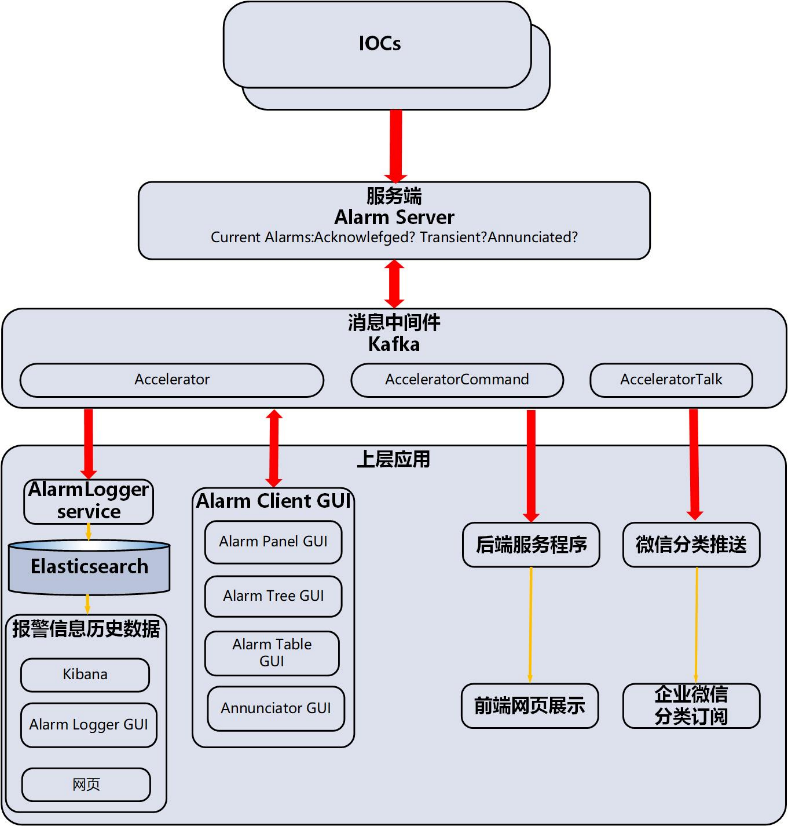 IOCs
服务端
Alarm Server
Current Alarms:Acknowlefged? Transient?Annunciated?
消息中间件
Kafka
Accelerator
AcceleratorCommand
AcceleratorTalk
上层应用
AlarmLogger
service
Elasticsearch
报警信息历史数据
Kibana
Alarm Logger GUI
网页
Alarm Client GUI
Alarm Panel GUI
Alarm Tree GUI
Alarm Table
GUI
Annunciator GUI
后端服务程序
前端网页展示
微信分类推送
企业微信
分类订阅